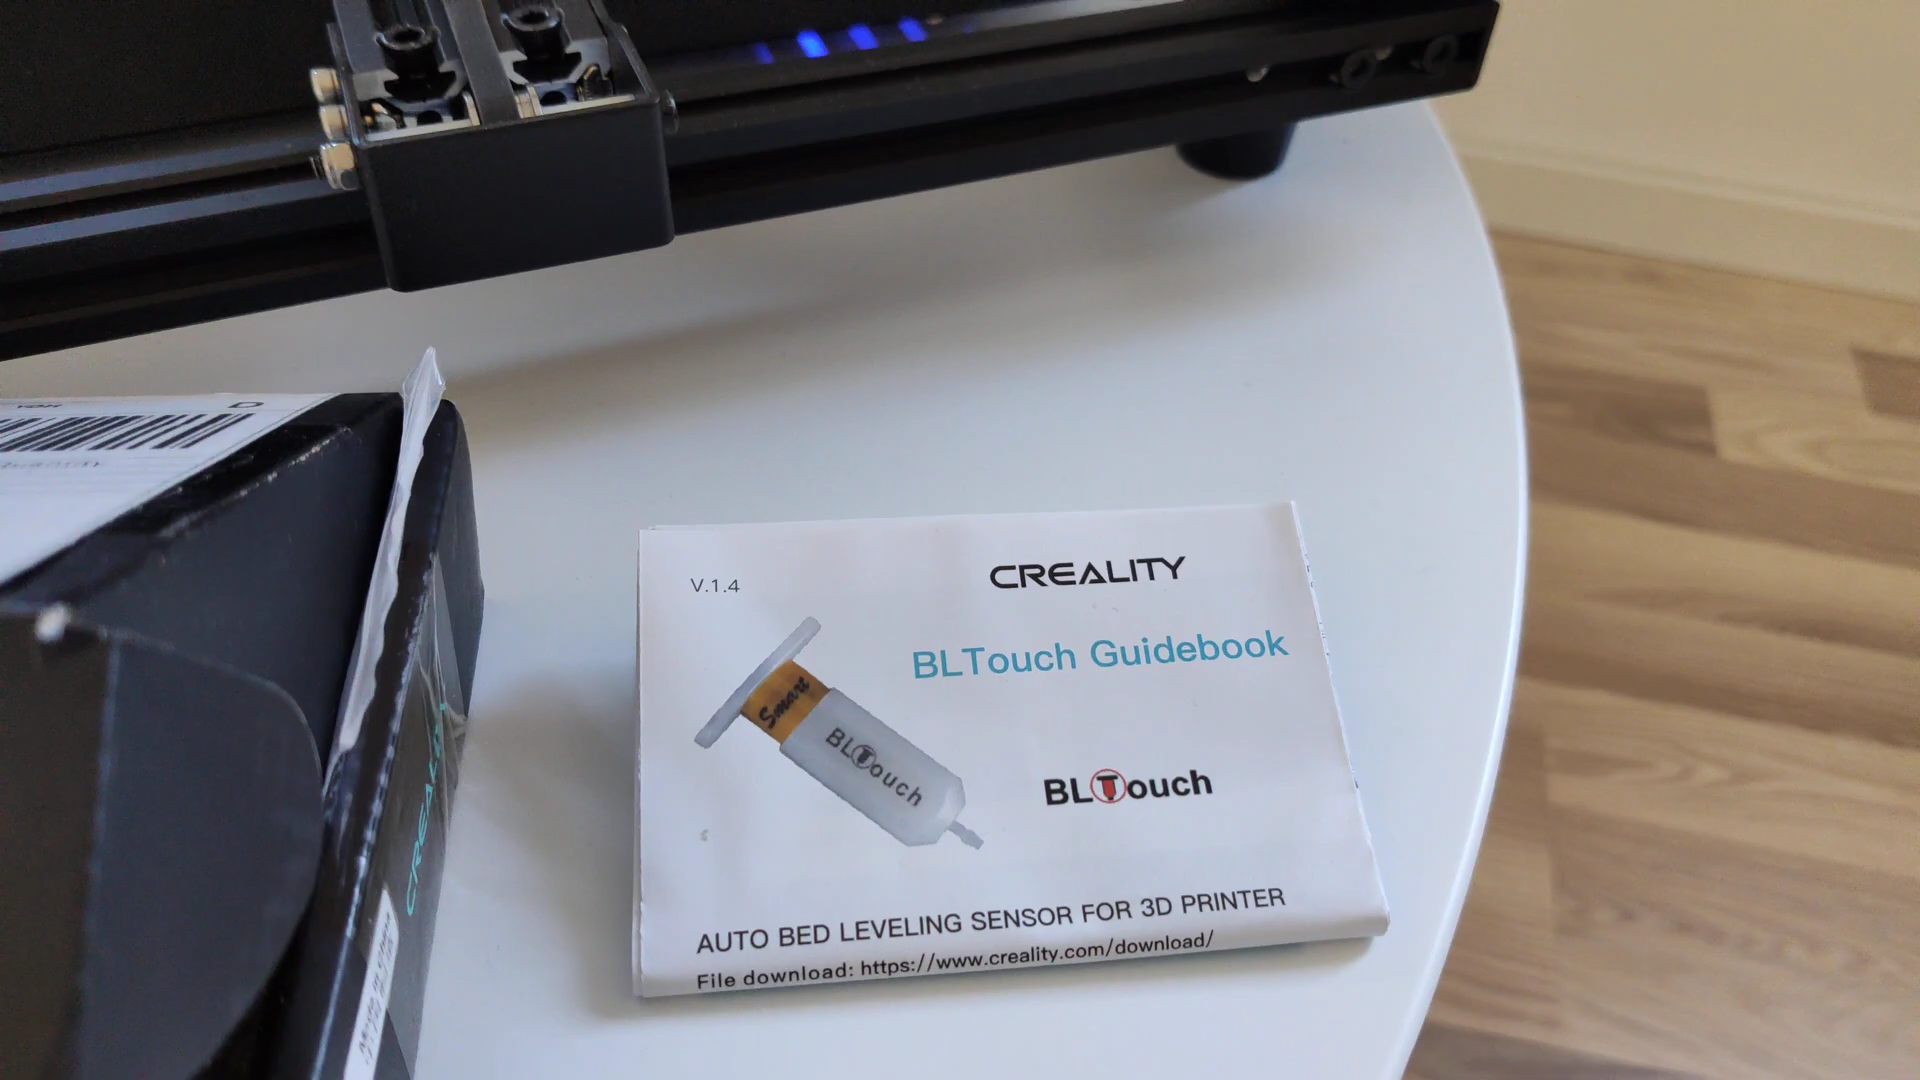 D
CREALITY
V.1.4
CREALITY
BLTouch Guidebook
Smart
BLTouch
BLTouch
AUTO BED LEVELING SENSOR FOR 3D PRINTER
File download: https://www.creality.com/download/